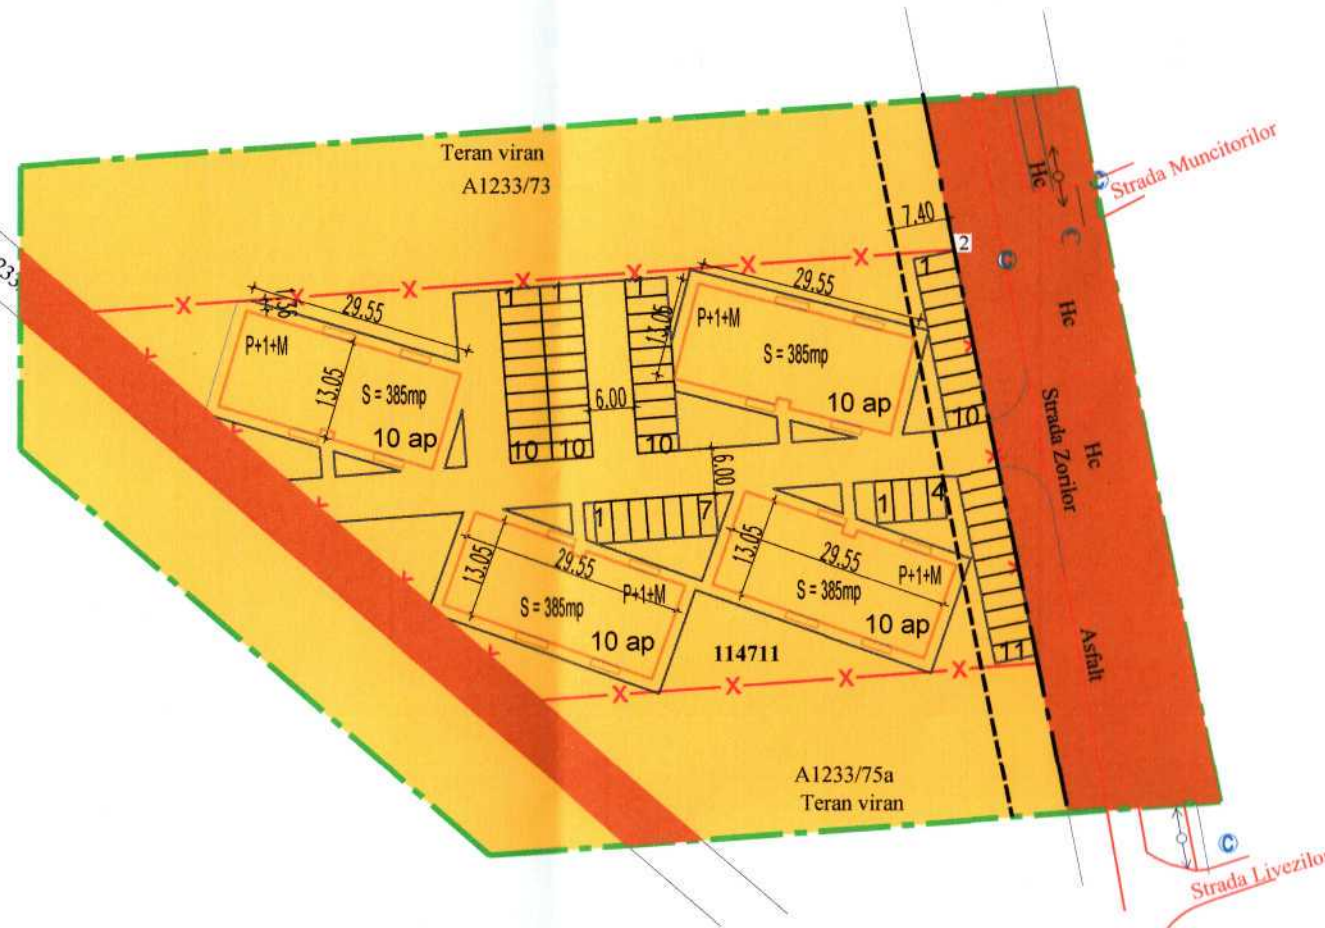 Teran viran
A1233/73
Strada Muncitorilor
Hc
C
C
7.40
2
C
1
1
1
1
29.55
29.55
13.05
P+1+M
P+1+M
S = 385mp
S = 385mp
13.05
Hc
6.00
10 ap
10 ap
10
10
10
10
Strada Zorilor
Hc
6.00
1
7
1
4
13.05
29.55
P+1+M
S = 385mp
10 ap
13.05
29.55
P+1+M
S = 385mp
10 ap
114711
11
Asfalt
A1233/75a
Teran viran
C
Strada Livezilor